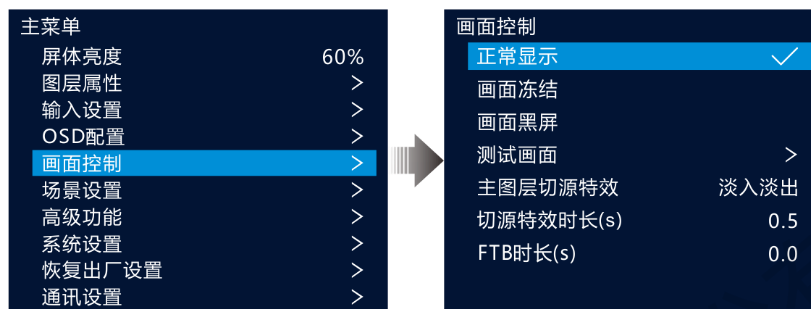 主菜单
屏体亮度 60%
图层属性 >
输入设置 >
OSD配置 >
画面控制 >
场景设置 >
高级功能 >
系统设置 >
恢复出厂设置 >
通讯设置 >
画面控制
正常显示 ✓
画面冻结
画面黑屏
测试画面 >
主图层切源特效 淡入淡出
切源特效时长(s) 0.5
FTB时长(s) 0.0